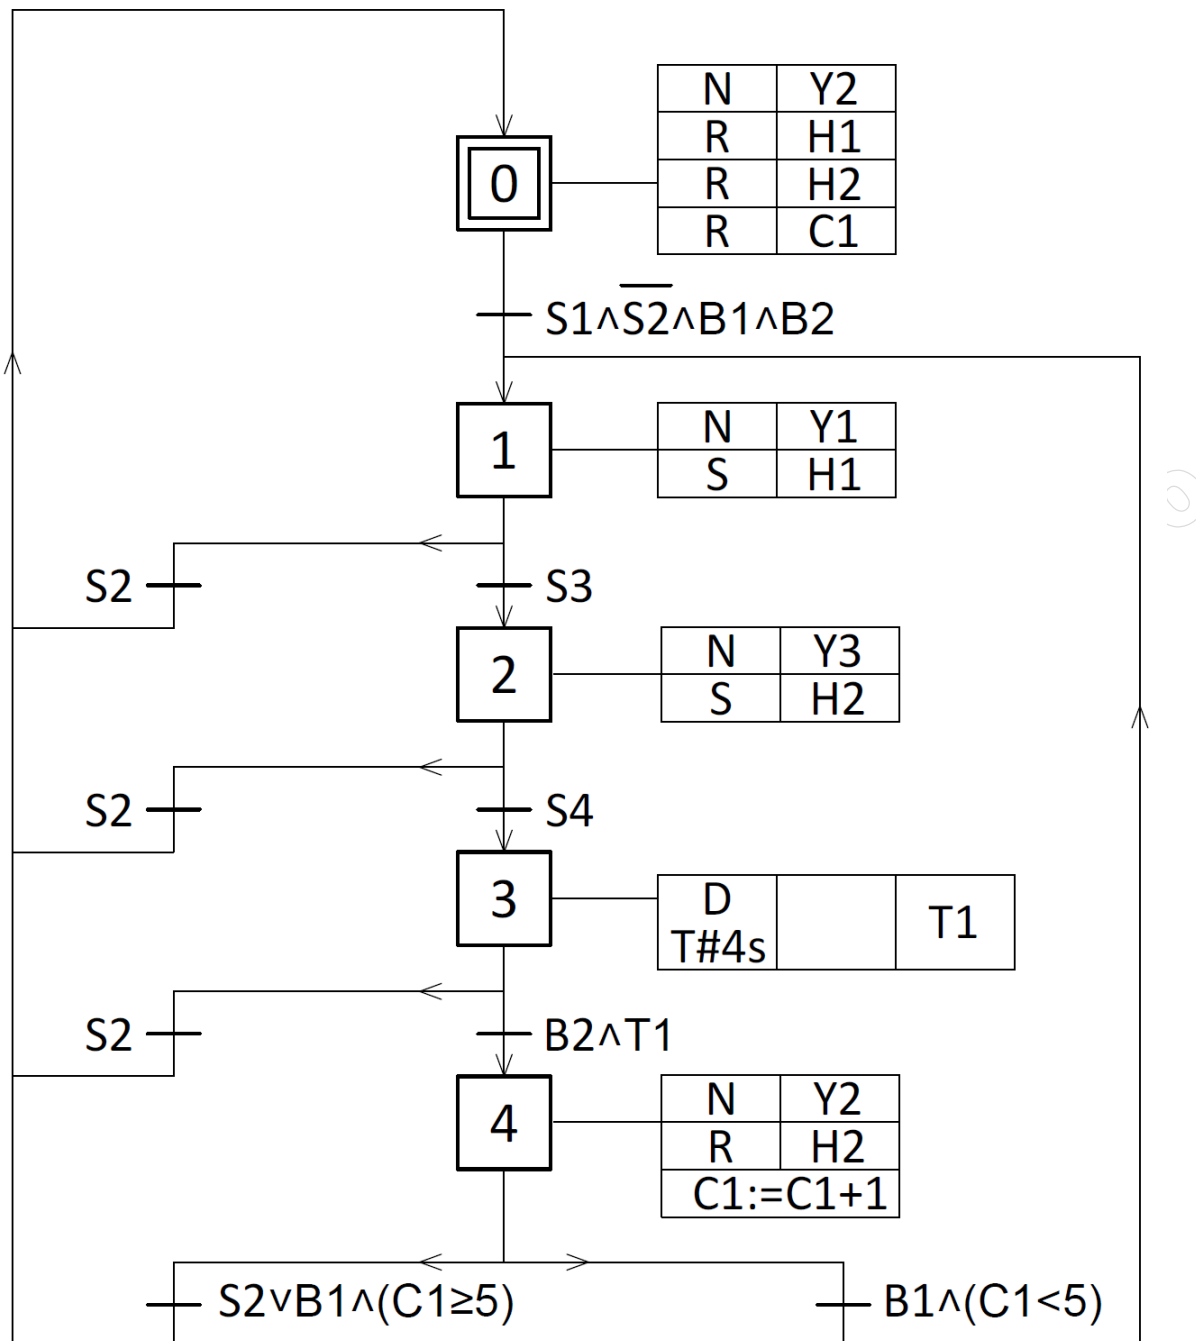 N Y2
R H1
0 R H2
R C1
S1∧S̅2̅∧B1∧B2
N Y1
1 S H1
S2 S3
N Y3
2 S H2
S2 S4
3 D T1
T#4s
S2 B2∧T1
N Y2
4 R H2
C1:=C1+1
S2∨B1∧(C1≥5) B1∧(C1<5)